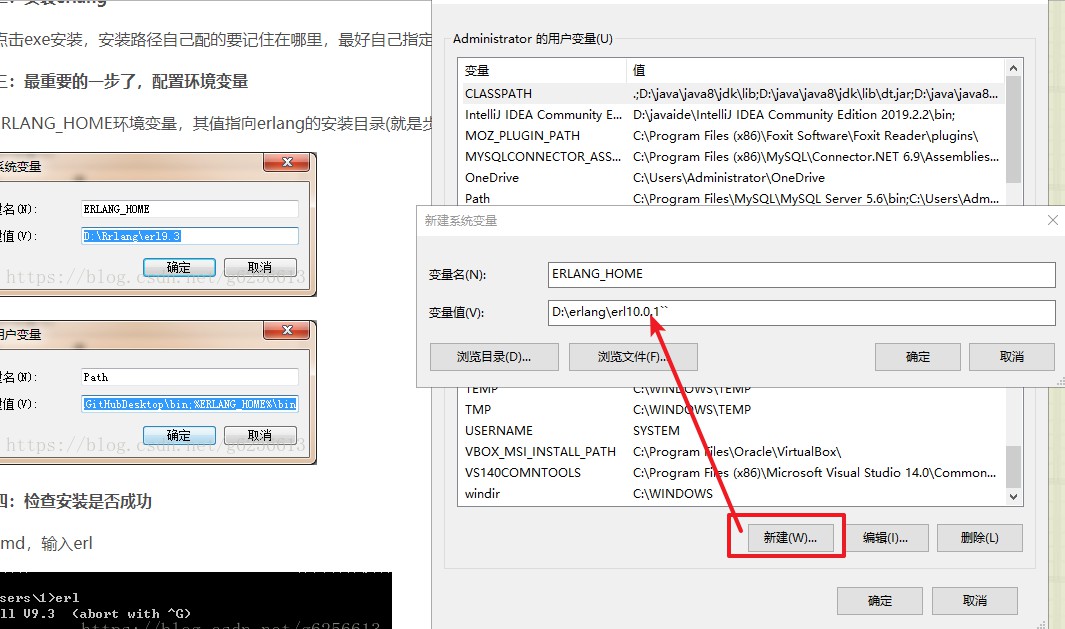 点击exe安装，安装路径自己配的要记住在哪里，最好自己指定
三：最重要的一步了，配置环境变量
RLANG_HOME环境变量，其值指向erlang的安装目录(就是步
系统变量
量名(N)：
ERLANG_HOME
量值(V)：
D:\Rrlang\erl9.3
确定
取消
https://blog.csdn.net/g6256613
用户变量
量名(N)：
Path
量值(V)：
GitHubDesktop\bin;%ERLANG_HOME%\bin
确定
取消
https://blog.csdn.net/g6256613
四：检查安装是否成功
md，输入erl
sers\1>erl
ll V9.3 (abort with ^G)
https://blog.csdn.net/g6256613
Administrator 的用户变量(U)
变量 值
CLASSPATH .;D:\java\java8\jdk\lib;D:\java\java8\jdk\lib\dt.jar;D:\java\java8...
IntelliJ IDEA Community E... D:\javaide\IntelliJ IDEA Community Edition 2019.2.2\bin;
MOZ_PLUGIN_PATH C:\Program Files (x86)\Foxit Software\Foxit Reader\plugins\
MYSQLCONNECTOR_ASS... C:\Program Files (x86)\MySQL\Connector.NET 6.9\Assemblies...
OneDrive C:\Users\Administrator\OneDrive
Path C:\Program Files\MySQL\MySQL Server 5.6\bin;C:\Users\Adm...
新建系统变量
变量名(N):
ERLANG_HOME
变量值(V):
D:\erlang\erl10.0.1``
浏览目录(D)...
浏览文件(F)...
确定
取消
TEMP C:\WINDOWS\TEMP
TMP C:\WINDOWS\TEMP
USERNAME SYSTEM
VBOX_MSI_INSTALL_PATH C:\Program Files\Oracle\VirtualBox\
VS140COMNTOOLS C:\Program Files (x86)\Microsoft Visual Studio 14.0\Common...
windir C:\WINDOWS
新建(W)...
编辑(I)...
删除(L)
确定
取消